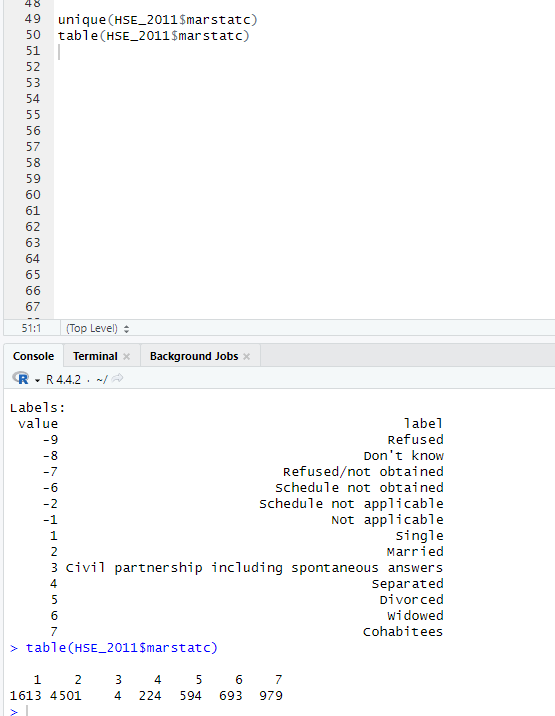 48
49 unique(HSE_2011$marstatc)
50 table(HSE_2011$marstatc)
51
52
53
54
55
56
57
58
59
60
61
62
63
64
65
66
67
51:1 (Top Level)
Console Terminal Background Jobs
R R 4.4.2 · ~/
Labels:
value label
-9 Refused
-8 Don't know
-7 Refused/not obtained
-6 Schedule not obtained
-2 Schedule not applicable
-1 Not applicable
1 Single
2 Married
3 Civil partnership including spontaneous answers
4 Separated
5 Divorced
6 Widowed
7 Cohabitees
> table(HSE_2011$marstatc)
1 2 3 4 5 6 7
1613 4501 4 224 594 693 979
>